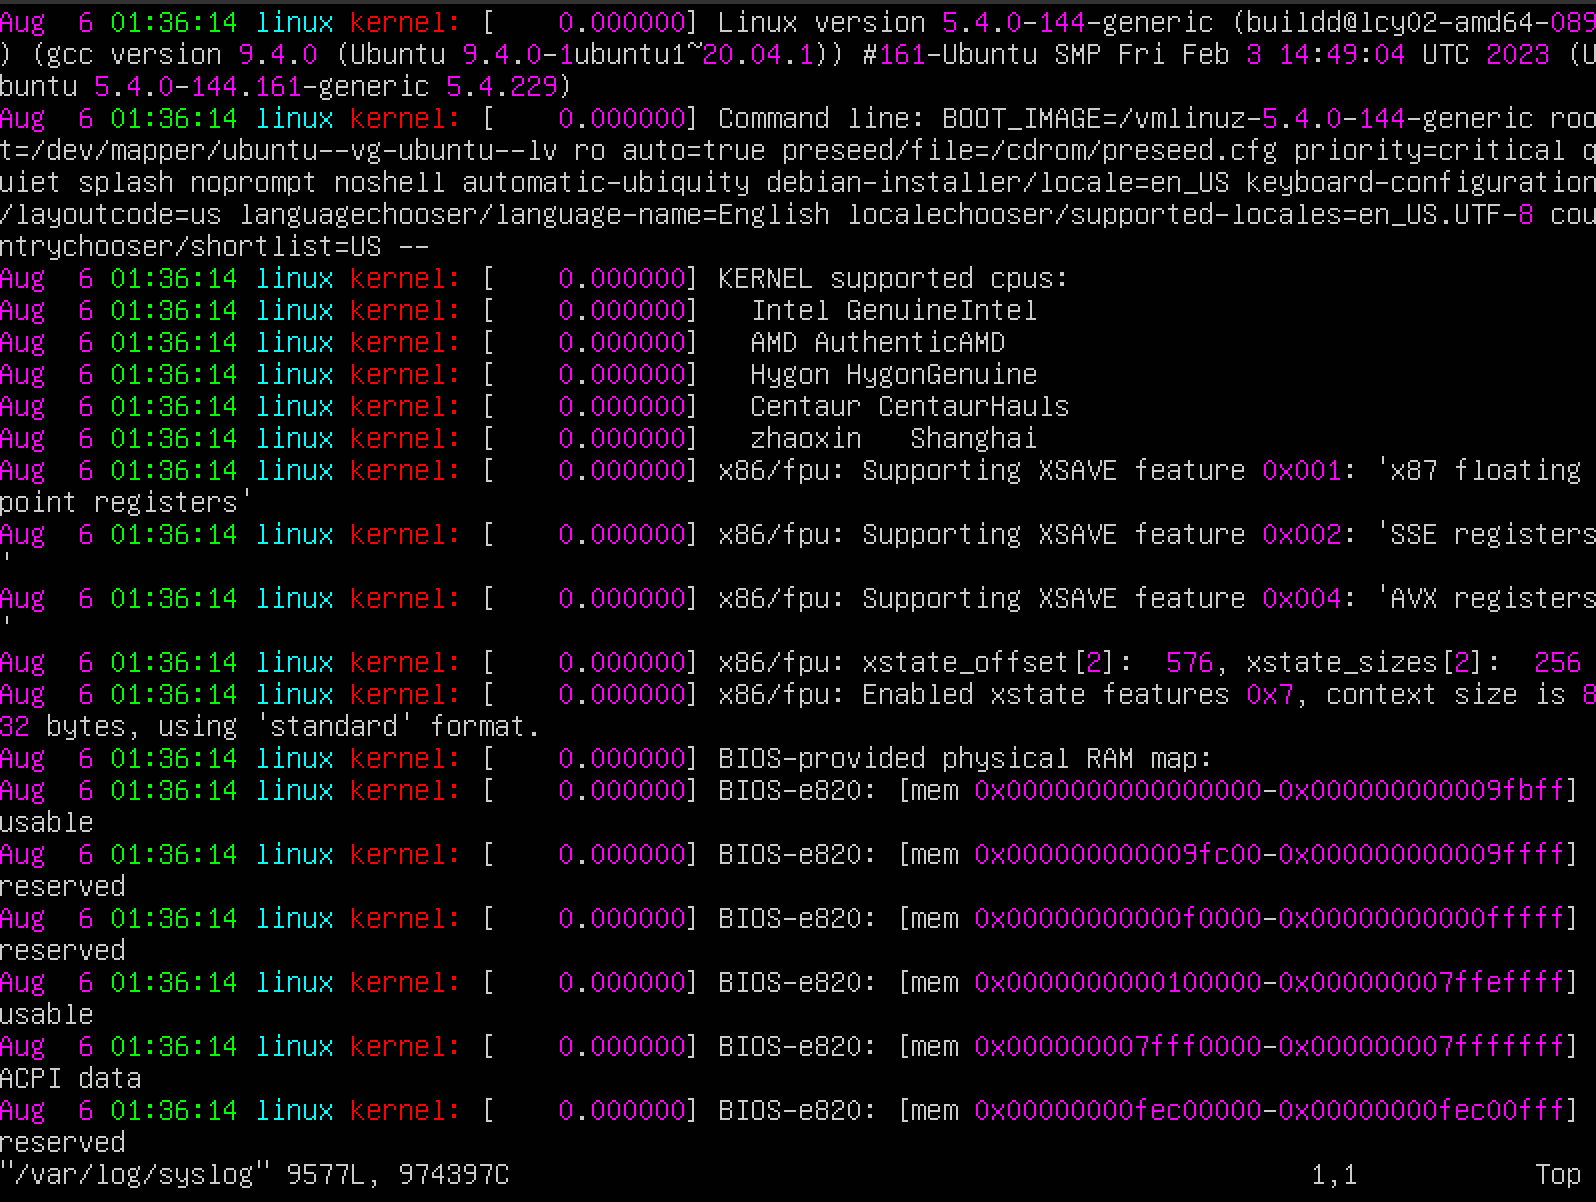 Aug  6 01:36:14 linux kernel: [    0.000000] Linux version 5.4.0-144-generic (buildd@lcy02-amd64-089
) (gcc version 9.4.0 (Ubuntu 9.4.0-1ubuntu1~20.04.1)) #161-Ubuntu SMP Fri Feb 3 14:49:04 UTC 2023 (U
buntu 5.4.0-144.161-generic 5.4.229)
Aug  6 01:36:14 linux kernel: [    0.000000] Command line: BOOT_IMAGE=/vmlinuz-5.4.0-144-generic roo
t=/dev/mapper/ubuntu--vg-ubuntu--lv ro auto=true preseed/file=/cdrom/preseed.cfg priority=critical q
uiet splash noprompt noshell automatic-ubiquity debian-installer/locale=en_US keyboard-configuration
/layoutcode=us languagechooser/language-name=English localechooser/supported-locales=en_US.UTF-8 cou
ntrychooser/shortlist=US --
Aug  6 01:36:14 linux kernel: [    0.000000] KERNEL supported cpus:
Aug  6 01:36:14 linux kernel: [    0.000000]   Intel GenuineIntel
Aug  6 01:36:14 linux kernel: [    0.000000]   AMD AuthenticAMD
Aug  6 01:36:14 linux kernel: [    0.000000]   Hygon HygonGenuine
Aug  6 01:36:14 linux kernel: [    0.000000]   Centaur CentaurHauls
Aug  6 01:36:14 linux kernel: [    0.000000]   zhaoxin   Shanghai
Aug  6 01:36:14 linux kernel: [    0.000000] x86/fpu: Supporting XSAVE feature 0x001: 'x87 floating
point registers'
Aug  6 01:36:14 linux kernel: [    0.000000] x86/fpu: Supporting XSAVE feature 0x002: 'SSE registers
'
Aug  6 01:36:14 linux kernel: [    0.000000] x86/fpu: Supporting XSAVE feature 0x004: 'AVX registers
'
Aug  6 01:36:14 linux kernel: [    0.000000] x86/fpu: xstate_offset[2]:  576, xstate_sizes[2]:  256
Aug  6 01:36:14 linux kernel: [    0.000000] x86/fpu: Enabled xstate features 0x7, context size is 8
32 bytes, using 'standard' format.
Aug  6 01:36:14 linux kernel: [    0.000000] BIOS-provided physical RAM map:
Aug  6 01:36:14 linux kernel: [    0.000000] BIOS-e820: [mem 0x0000000000000000-0x000000000009fbff]
usable
Aug  6 01:36:14 linux kernel: [    0.000000] BIOS-e820: [mem 0x000000000009fc00-0x000000000009ffff]
reserved
Aug  6 01:36:14 linux kernel: [    0.000000] BIOS-e820: [mem 0x00000000000f0000-0x00000000000fffff]
reserved
Aug  6 01:36:14 linux kernel: [    0.000000] BIOS-e820: [mem 0x0000000000100000-0x000000007ffeffff]
usable
Aug  6 01:36:14 linux kernel: [    0.000000] BIOS-e820: [mem 0x000000007fff0000-0x000000007fffffff]
ACPI data
Aug  6 01:36:14 linux kernel: [    0.000000] BIOS-e820: [mem 0x00000000fec00000-0x00000000fec00fff]
reserved
"/var/log/syslog" 9577L, 974397C                                                  1,1           Top